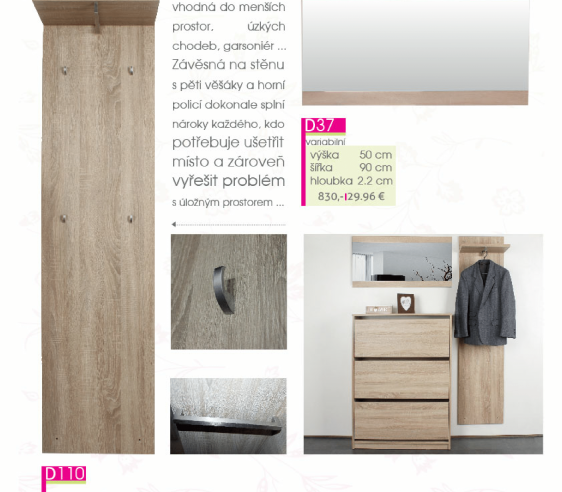 vhodná do menších
prostor, úzkých
chodeb, garsoniér ...
Závěsná na stěnu
s pěti věšáky a horní
policí dokonale splní
nároky každého, kdo
potřebuje ušetřit
místo a zároveň
vyřešit problém
s úložným prostorem ...
D37
variabilní
výška 50 cm
šířka 90 cm
hloubka 2.2 cm
830,-129.96 €
D110